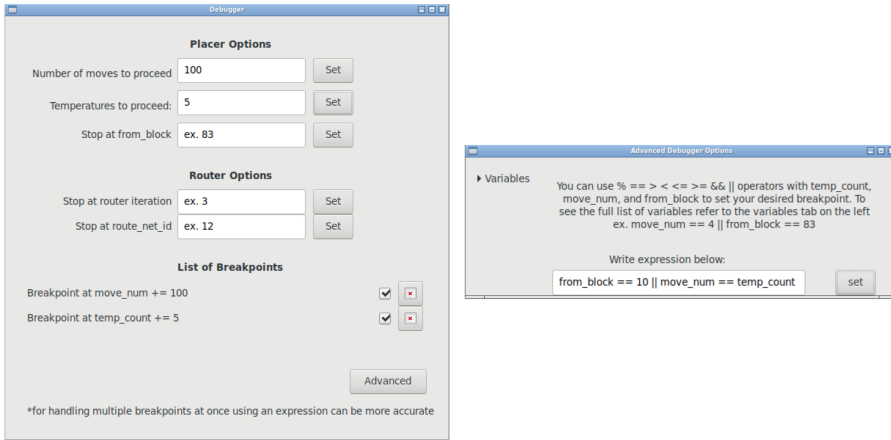 Debugger
Placer Options
Number of moves to proceed 100 Set
Temperatures to proceed: 5 Set
Stop at from_block ex. 83 Set
Router Options
Stop at router iteration ex. 3 Set
Stop at route_net_id ex. 12 Set
List of Breakpoints
Breakpoint at move_num += 100
Breakpoint at temp_count += 5
Advanced
*for handling multiple breakpoints at once using an expression can be more accurate
Advanced Debugger Options
Variables
You can use % == > < <= >= && || operators with temp_count,
move_num, and from_block to set your desired breakpoint. To
see the full list of variables refer to the variables tab on the left
ex. move_num == 4 || from_block == 83
Write expression below:
from_block == 10 || move_num == temp_count set